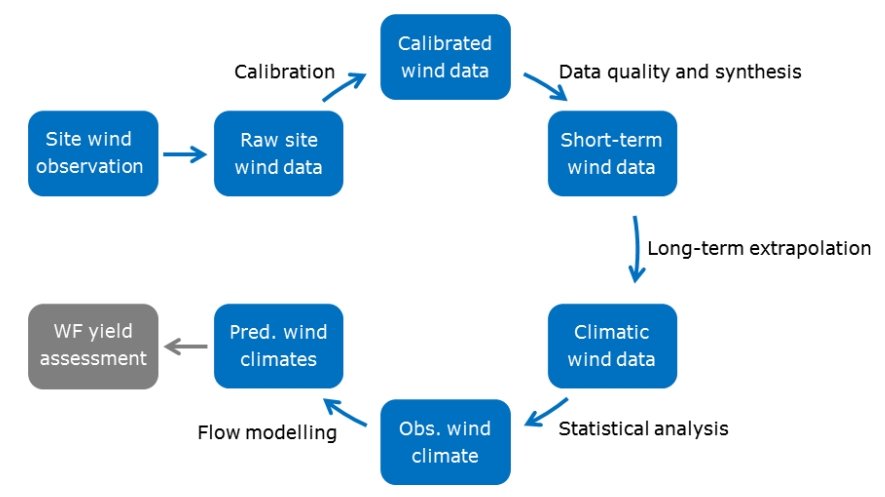 Calibrated
wind data
Calibration
Data quality and synthesis
Site wind
observation
Raw site
wind data
Short-term
wind data
Long-term extrapolation
WF yield
assessment
Pred. wind
climates
Climatic
wind data
Flow modelling
Obs. wind
climate
Statistical analysis